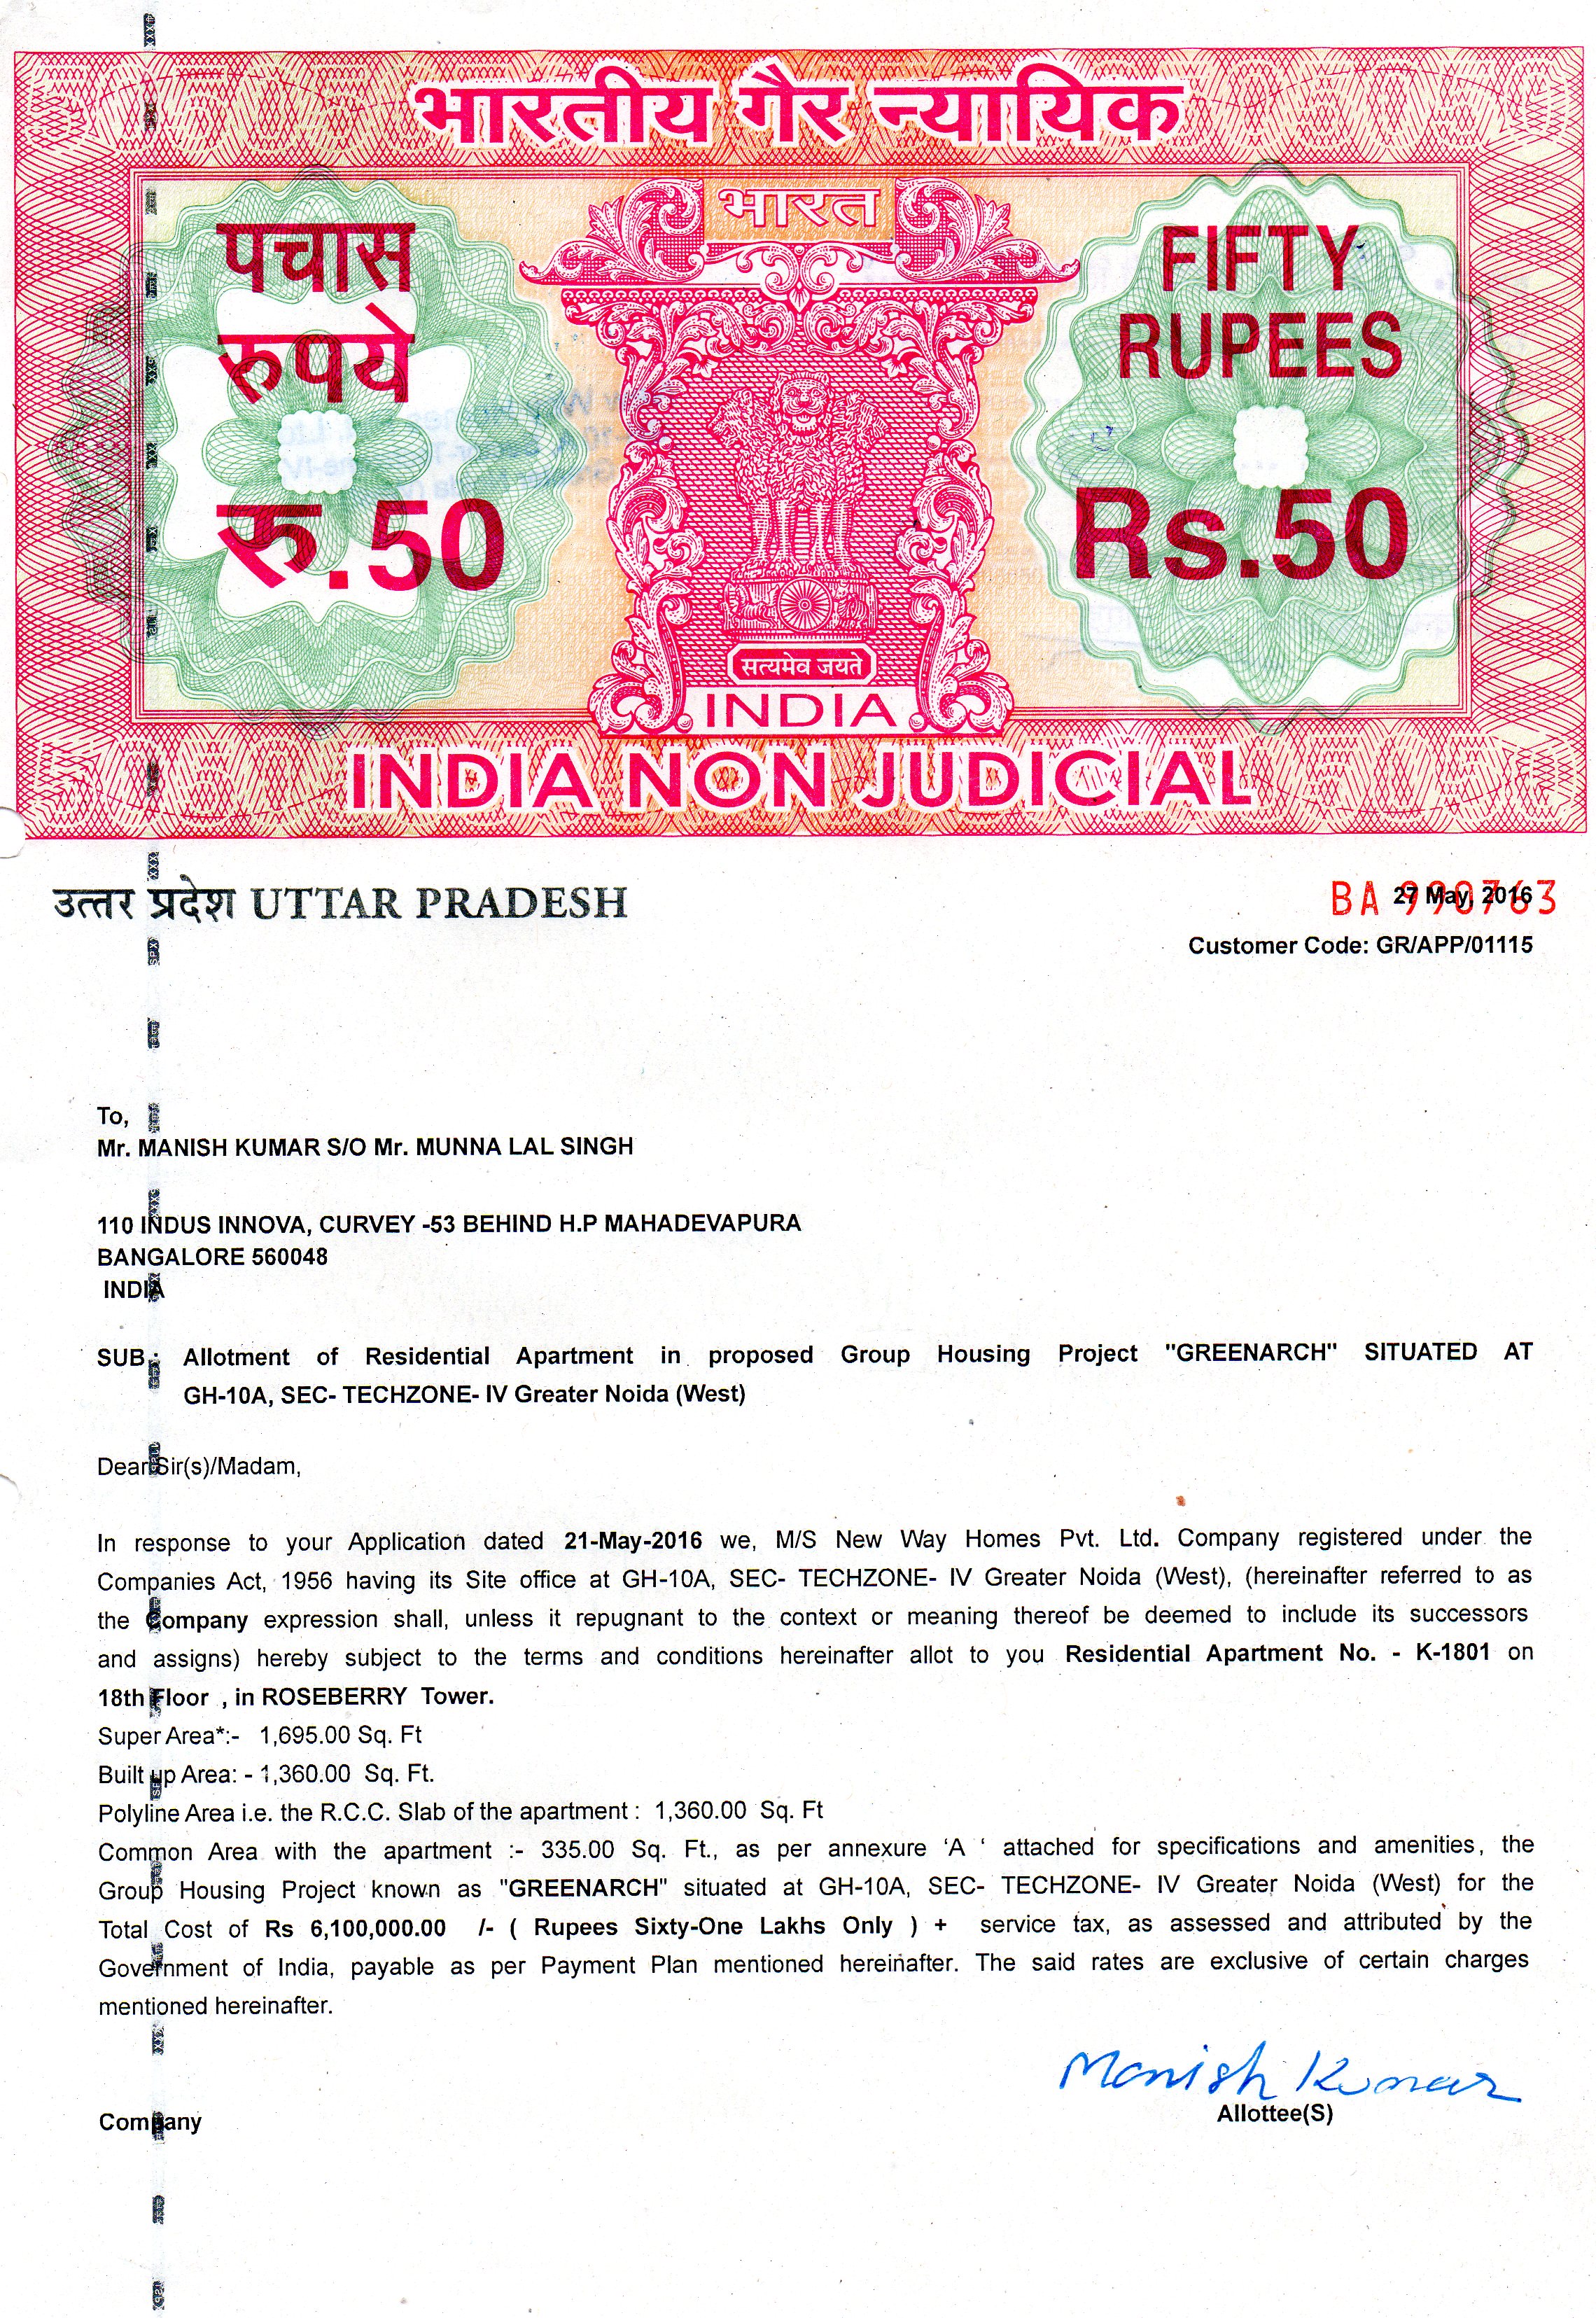 भारतीय गैर न्यायिक
भारत
पचास
रुपये
रु.50
FIFTY
RUPEES
Rs.50
सत्यमेव जयते
INDIA
INDIA NON JUDICIAL
उत्तर प्रदेश UTTAR PRADESH
BA 990763
27 May, 2016
Customer Code: GR/APP/01115
To,
Mr. MANISH KUMAR S/O Mr. MUNNA LAL SINGH
110 INDUS INNOVA, CURVEY -53 BEHIND H.P MAHADEVAPURA
BANGALORE 560048
INDIA
SUB : Allotment of Residential Apartment in proposed Group Housing Project "GREENARCH" SITUATED AT
GH-10A, SEC- TECHZONE- IV Greater Noida (West)
Dear Sir(s)/Madam,
In response to your Application dated 21-May-2016 we, M/S New Way Homes Pvt. Ltd. Company registered under the
Companies Act, 1956 having its Site office at GH-10A, SEC- TECHZONE- IV Greater Noida (West), (hereinafter referred to as
the Company expression shall, unless it repugnant to the context or meaning thereof be deemed to include its successors
and assigns) hereby subject to the terms and conditions hereinafter allot to you Residential Apartment No. - K-1801 on
18th Floor , in ROSEBERRY Tower.
Super Area*:- 1,695.00 Sq. Ft
Built up Area: - 1,360.00 Sq. Ft.
Polyline Area i.e. the R.C.C. Slab of the apartment : 1,360.00 Sq. Ft
Common Area with the apartment :- 335.00 Sq. Ft., as per annexure ‘A ‘ attached for specifications and amenities, the
Group Housing Project known as "GREENARCH" situated at GH-10A, SEC- TECHZONE- IV Greater Noida (West) for the
Total Cost of Rs 6,100,000.00 /- ( Rupees Sixty-One Lakhs Only ) + service tax, as assessed and attributed by the
Government of India, payable as per Payment Plan mentioned hereinafter. The said rates are exclusive of certain charges
mentioned hereinafter.
Manish Kumar
Company
Allottee(S)